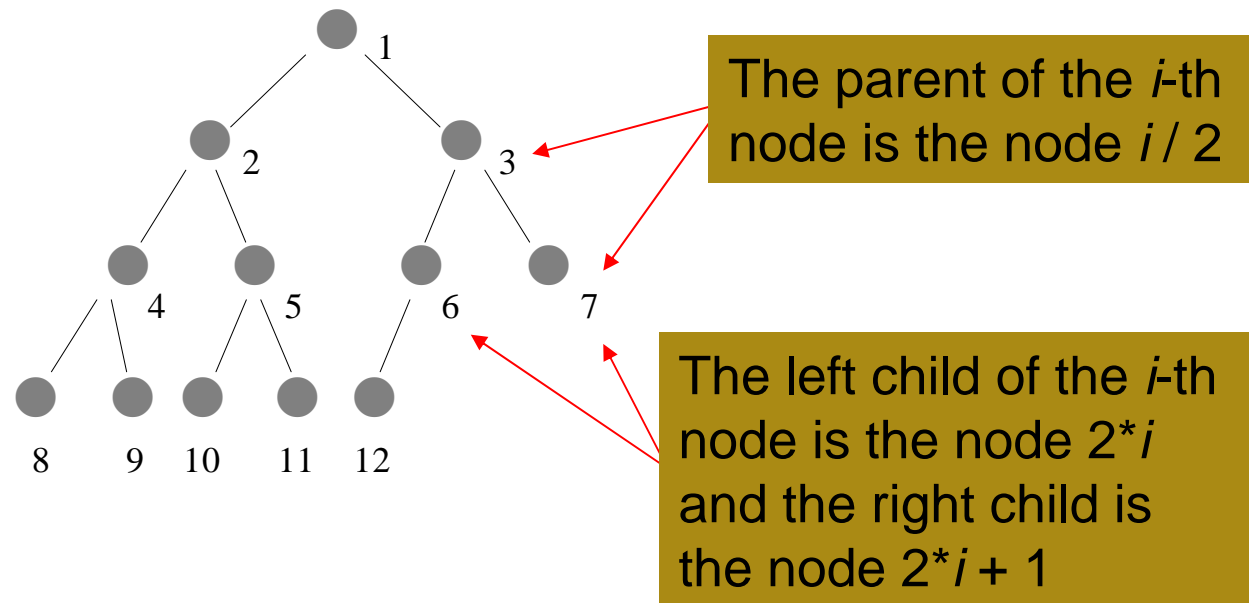 1
The parent of the i-th
node is the node i / 2
2
3
4
5
6
7
The left child of the i-th
node is the node 2*i
and the right child is
the node 2*i + 1
8
9
10
11
12